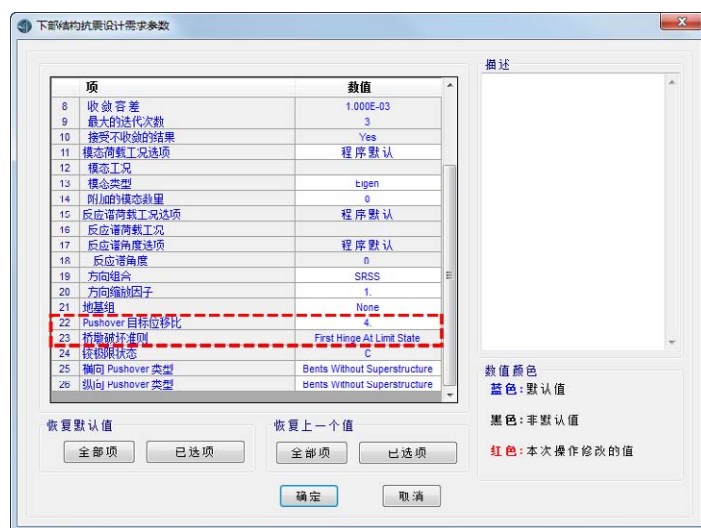 下部结构抗震设计需求参数
项 数值
8 收敛容差 1.000E-03
9 最大的迭代次数 3
10 接受不收敛的结果 Yes
11 模态荷载工况选项 程序默认
12 模态工况
13 模态类型 Eigen
14 附加的模态数量 0
15 反应谱荷载工况选项 程序默认
16 反应谱荷载工况
17 反应谱角度选项 程序默认
18 反应谱角度 0
19 方向组合 SRSS
20 方向缩放因子 1.
21 地基组 None
22 Pushover 目标位移比 4.
23 桥墩破坏准则 First Hinge At Limit State
24 铰极限状态 C
25 横向 Pushover 类型 Bents Without Superstructure
26 纵向 Pushover 类型 Bents Without Superstructure
恢复默认值
全部项 已选项
恢复上一个值
全部项 已选项
确定 取消
描述
数值颜色
蓝色:默认值
黑色:非默认值
红色:本次操作修改的值